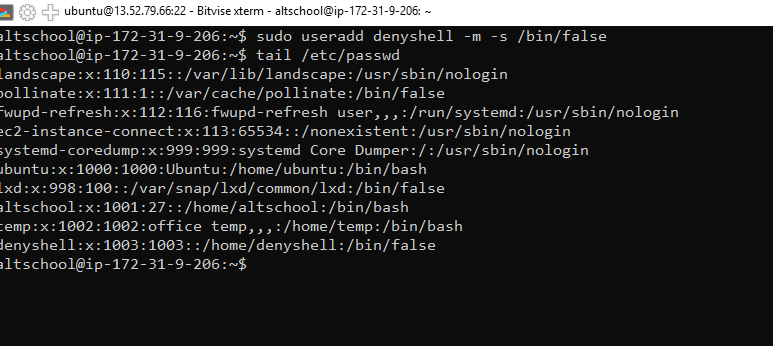 ubuntu@13.52.79.66:22 - Bitvise xterm - altschool@ip-172-31-9-206: ~
altschool@ip-172-31-9-206:~$ sudo useradd denyshell -m -s /bin/false
altschool@ip-172-31-9-206:~$ tail /etc/passwd
landscape:x:110:115::/var/lib/landscape:/usr/sbin/nologin
pollinate:x:111:1::/var/cache/pollinate:/bin/false
fwupd-refresh:x:112:116:fwupd-refresh user,,,:/run/systemd:/usr/sbin/nologin
ec2-instance-connect:x:113:65534::/nonexistent:/usr/sbin/nologin
systemd-coredump:x:999:999:systemd Core Dumper:/:/usr/sbin/nologin
ubuntu:x:1000:1000:Ubuntu:/home/ubuntu:/bin/bash
lxd:x:998:100::/var/snap/lxd/common/lxd:/bin/false
altschool:x:1001:27::/home/altschool:/bin/bash
temp:x:1002:1002:office temp,,,:/home/temp:/bin/bash
denyshell:x:1003:1003::/home/denyshell:/bin/false
altschool@ip-172-31-9-206:~$